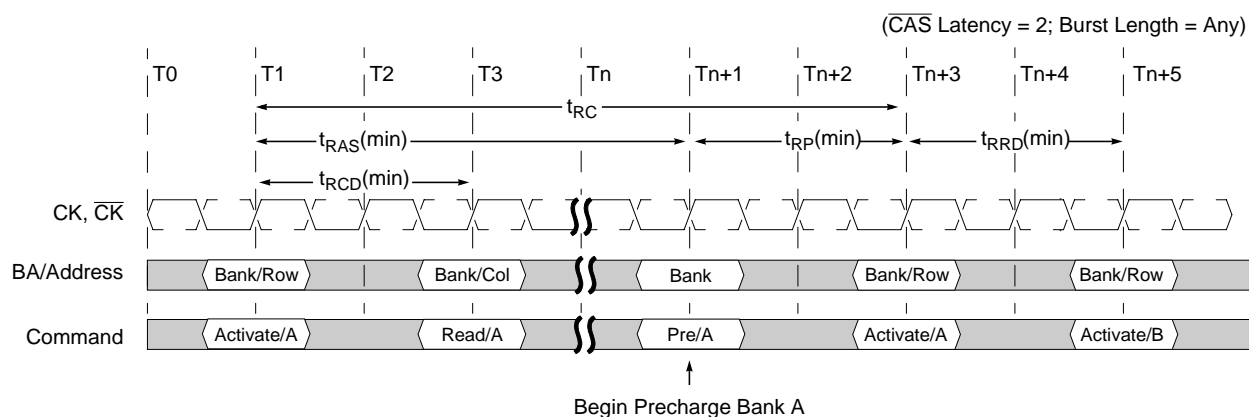 (CAS Latency = 2; Burst Length = Any)
T0 T1 T2 T3 Tn Tn+1 Tn+2 Tn+3 Tn+4 Tn+5
tRC
tRAS(min) tRP(min) tRRD(min)
tRCD(min)
CK, CK
BA/Address Bank/Row Bank/Col Bank Bank/Row Bank/Row
Command Activate/A Read/A Pre/A Activate/A Activate/B
Begin Precharge Bank A